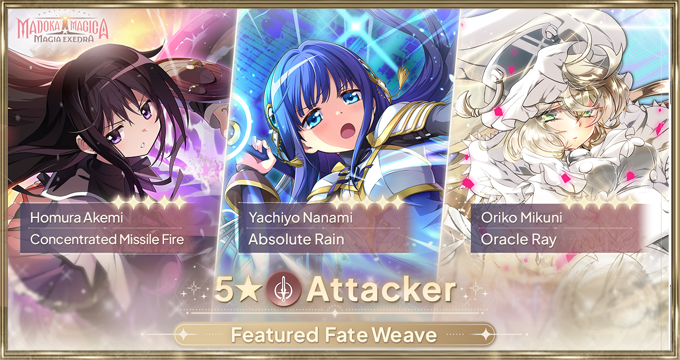 MADOKA MAGICA
MAGIA EXEDRA
Homura Akemi
Concentrated Missile Fire
Yachiyo Nanami
Absolute Rain
Oriko Mikuni
Oracle Ray
5★ Attacker
Featured Fate Weave